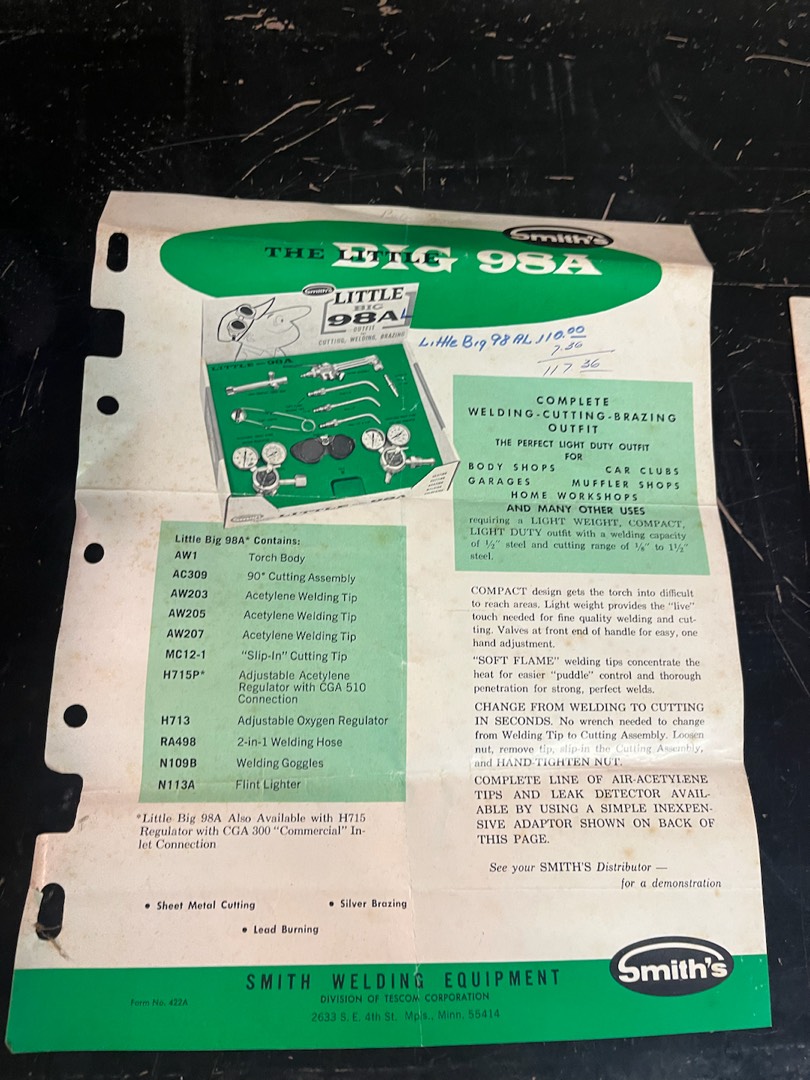 Smith's
THE LITTLE BIG 98A
Smith's LITTLE
BIG
98AL
OUTFIT
CUTTING, WELDING, BRAZING
LITTLE BIG 98A
Little Big 98AL 110.00
7.36
117 36
COMPLETE
WELDING-CUTTING-BRAZING
OUTFIT
THE PERFECT LIGHT DUTY OUTFIT
FOR
BODY SHOPS CAR CLUBS
GARAGES MUFFLER SHOPS
HOME WORKSHOPS
AND MANY OTHER USES
requiring a LIGHT WEIGHT, COMPACT,
LIGHT DUTY outfit with a welding capacity
of ½" steel and cutting range of ⅛" to 1½"
steel.
Little Big 98A* Contains:
AW1 Torch Body
AC309 90° Cutting Assembly
AW203 Acetylene Welding Tip
AW205 Acetylene Welding Tip
AW207 Acetylene Welding Tip
MC12-1 "Slip-In" Cutting Tip
H715P* Adjustable Acetylene
Regulator with CGA 510
Connection
H713 Adjustable Oxygen Regulator
RA498 2-in-1 Welding Hose
N109B Welding Goggles
N113A Flint Lighter
*Little Big 98A Also Available with H715
Regulator with CGA 300 "Commercial" In-
let Connection
• Sheet Metal Cutting • Silver Brazing
• Lead Burning
COMPACT design gets the torch into difficult
to reach areas. Light weight provides the "live"
touch needed for fine quality welding and cut-
ting. Valves at front end of handle for easy, one
hand adjustment.
"SOFT FLAME" welding tips concentrate the
heat for easier "puddle" control and thorough
penetration for strong, perfect welds.
CHANGE FROM WELDING TO CUTTING
IN SECONDS. No wrench needed to change
from Welding Tip to Cutting Assembly. Loosen
nut, remove tip, slip-in the Cutting Assembly,
and HAND-TIGHTEN NUT.
COMPLETE LINE OF AIR-ACETYLENE
TIPS AND LEAK DETECTOR AVAIL-
ABLE BY USING A SIMPLE INEXPEN-
SIVE ADAPTOR SHOWN ON BACK OF
THIS PAGE.
See your SMITH'S Distributor —
for a demonstration
SMITH WELDING EQUIPMENT
DIVISION OF TESCOM CORPORATION
2633 S. E. 4th St. Mpls., Minn. 55414
Form No. 422A
Smith's